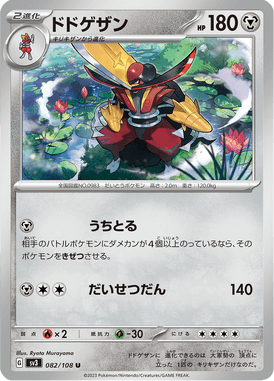 2進化
ドドゲザン
HP 180
キリキザンから進化
全国図鑑NO.0983 だいとうポケモン 高さ:2.0m 重さ:120.0kg
うちとる
相手のバトルポケモンにダメカンが4個以上のっているなら、その
ポケモンをきぜつさせる。
だいせつだん 140
弱点 ×2 抵抗力 -30 にげる
Illus. Ryota Murayama
G sv3 082/108 U
©2023 Pokémon/Nintendo/Creatures/GAME FREAK.
ドドゲザンに 進化できるのは 大軍勢の 頂点に
立つ 1匹の キリキザンだけなのだ。